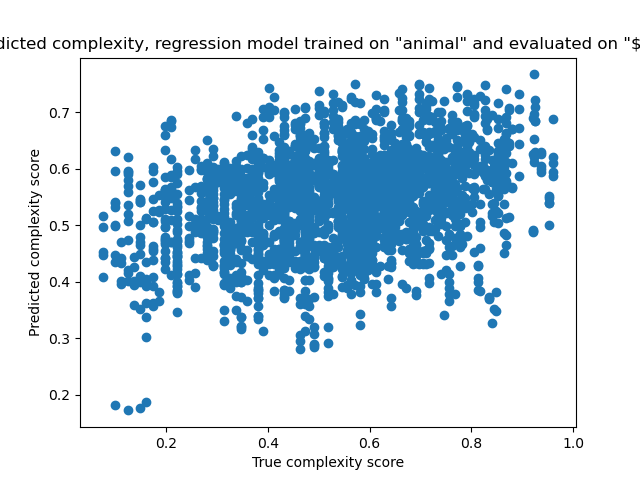 dicted complexity, regression model trained on "animal" and evaluated on "$
0.7
0.6
0.5
0.4
0.3
0.2
Predicted complexity score
0.2 0.4 0.6 0.8 1.0
True complexity score